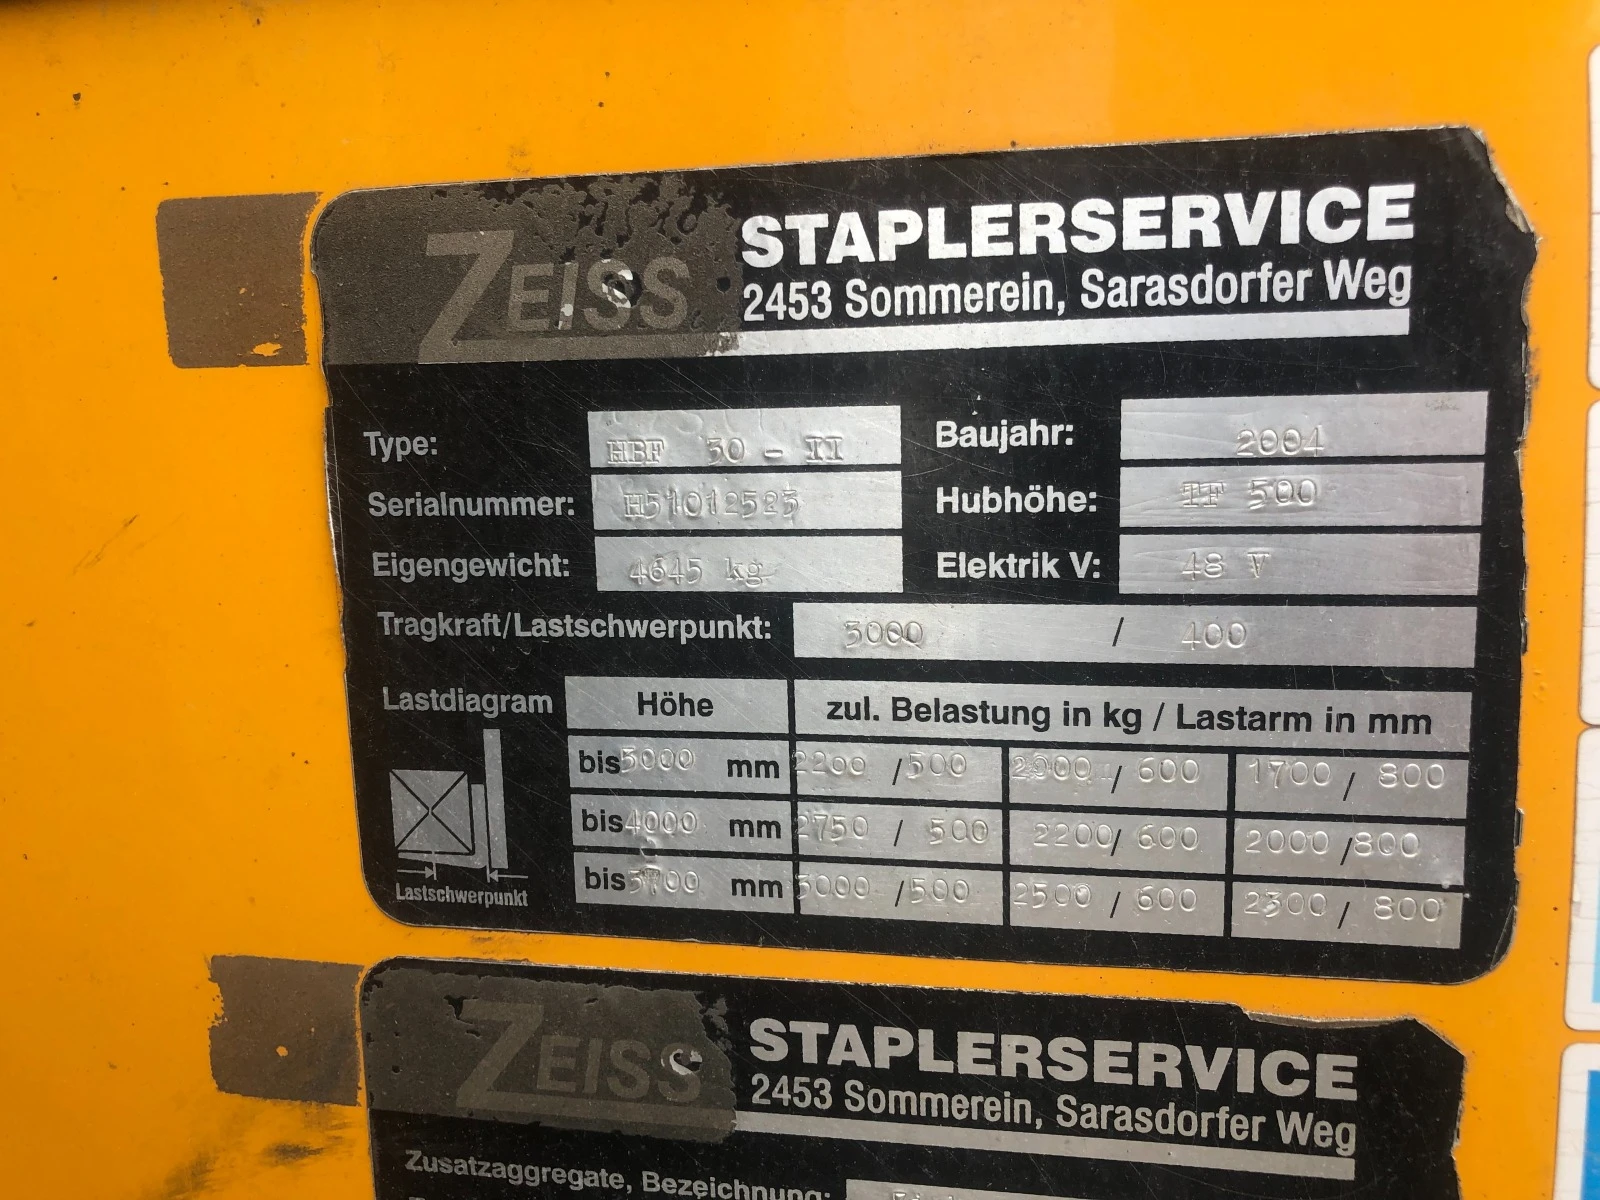 ZEISS STAPLERSERVICE
2453 Sommerein, Sarasdorfer Weg
Type: HBF 30 - II Baujahr: 2004
Serialnummer: H51012523 Hubhöhe: TF 500
Eigengewicht: 4645 kg Elektrik V: 48 V
Tragkraft/Lastschwerpunkt: 3000 / 400
Lastdiagram Höhe zul. Belastung in kg / Lastarm in mm
bis 5000 mm 2200 / 500 2000 / 600 1700 / 800
bis 4000 mm 2750 / 500 2200 / 600 2000 / 800
bis 3700 mm 3000 / 500 2500 / 600 2300 / 800
Lastschwerpunkt
ZEISS STAPLERSERVICE
2453 Sommerein, Sarasdorfer Weg
Zusatzaggregate, Bezeichnung: